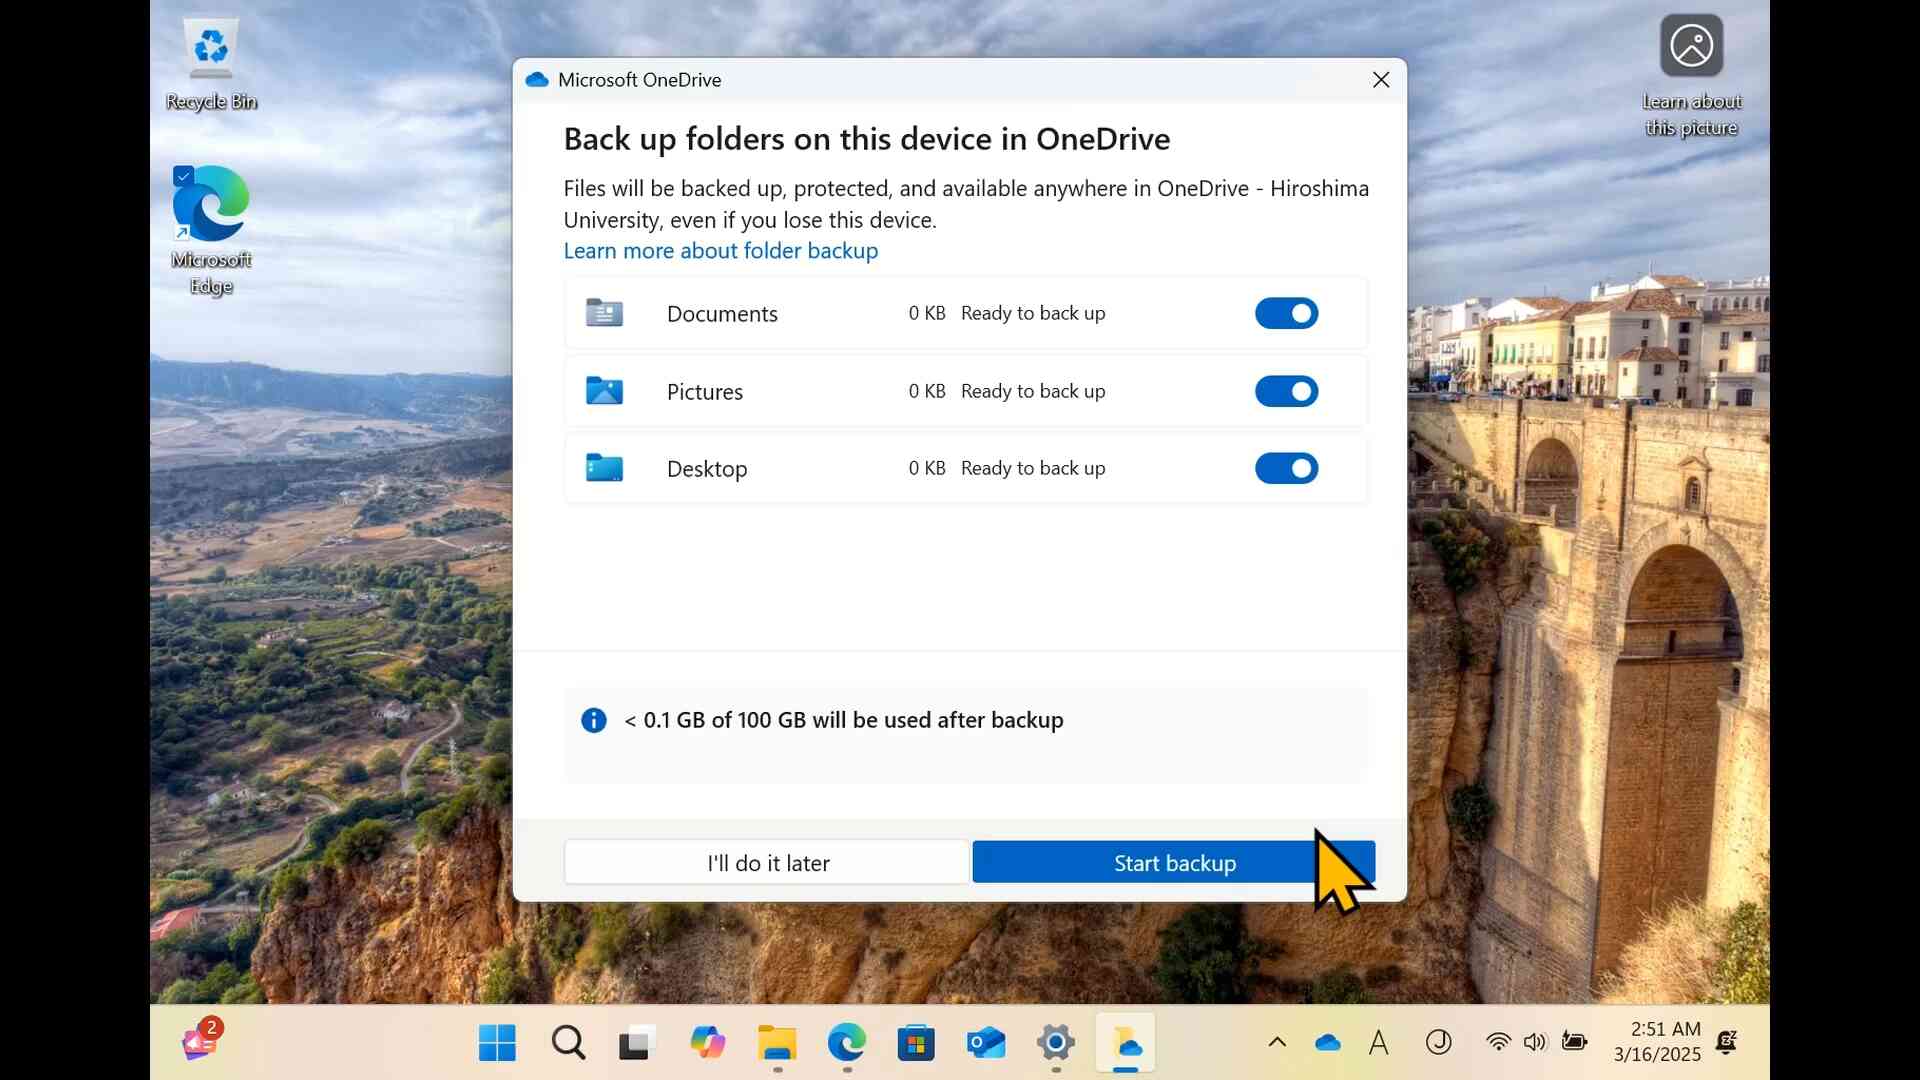 Recycle Bin
Microsoft
Edge
Learn about
this picture
Microsoft OneDrive
Back up folders on this device in OneDrive
Files will be backed up, protected, and available anywhere in OneDrive - Hiroshima
University, even if you lose this device.
Learn more about folder backup
Documents 0 KB Ready to back up
Pictures 0 KB Ready to back up
Desktop 0 KB Ready to back up
< 0.1 GB of 100 GB will be used after backup
I'll do it later
Start backup
2
A
J
2:51 AM
3/16/2025